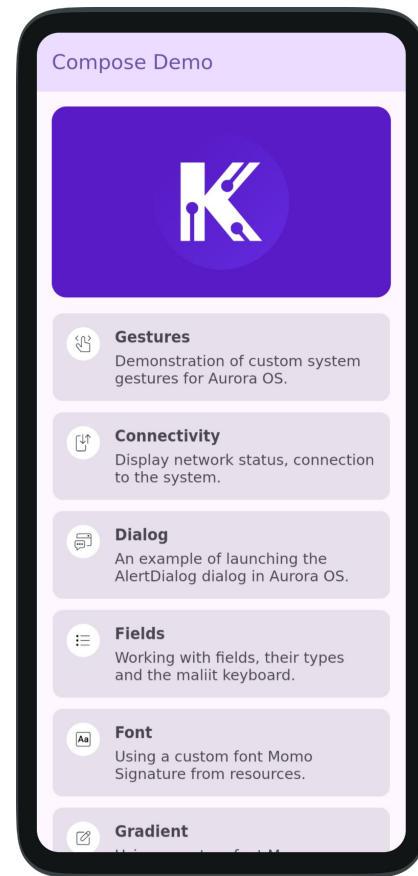 Compose Demo
K
Gestures
Demonstration of custom system
gestures for Aurora OS.
Connectivity
Display network status, connection
to the system.
Dialog
An example of launching the
AlertDialog dialog in Aurora OS.
Fields
Working with fields, their types
and the maliit keyboard.
Aa
Font
Using a custom font Momo
Signature from resources.
Gradient